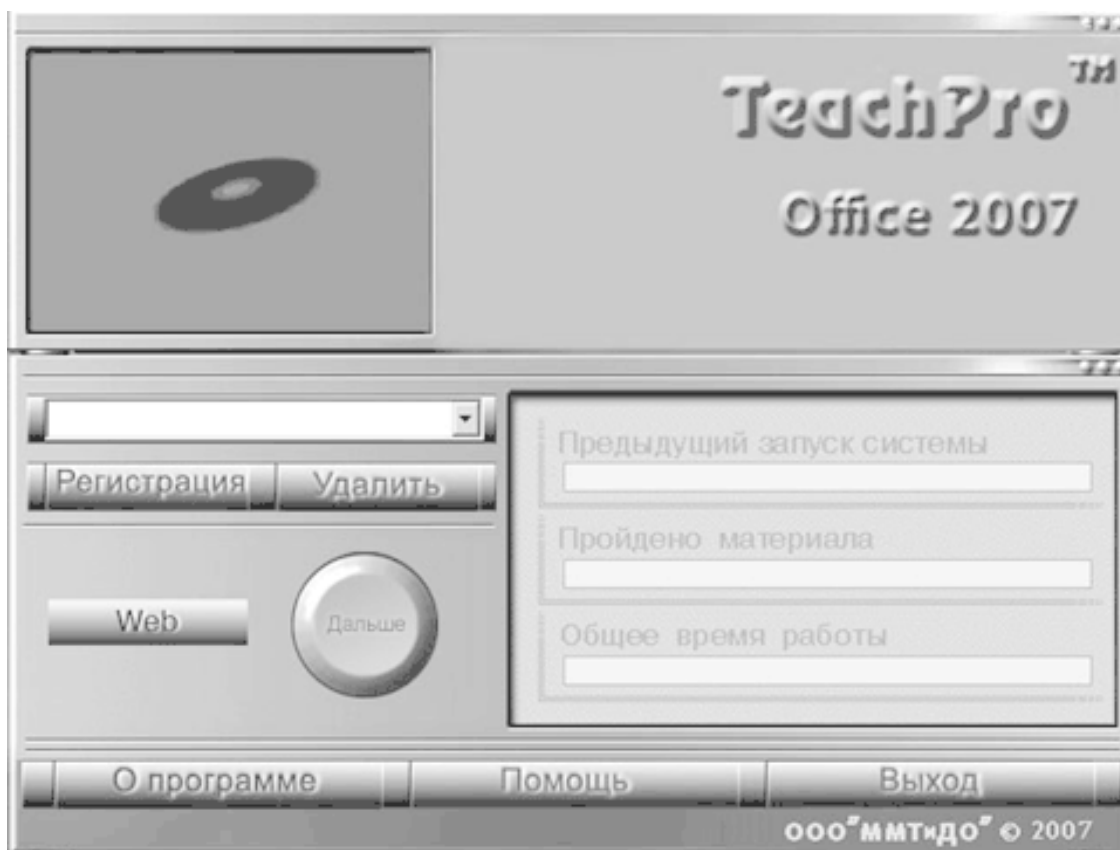 TeachPro™
Office 2007
Предыдущий запуск системы
Регистрация
Удалить
Пройдено материала
Web
Дальше
Общее время работы
О программе
Помощь
Выход
ООО"ММТиДО" © 2007